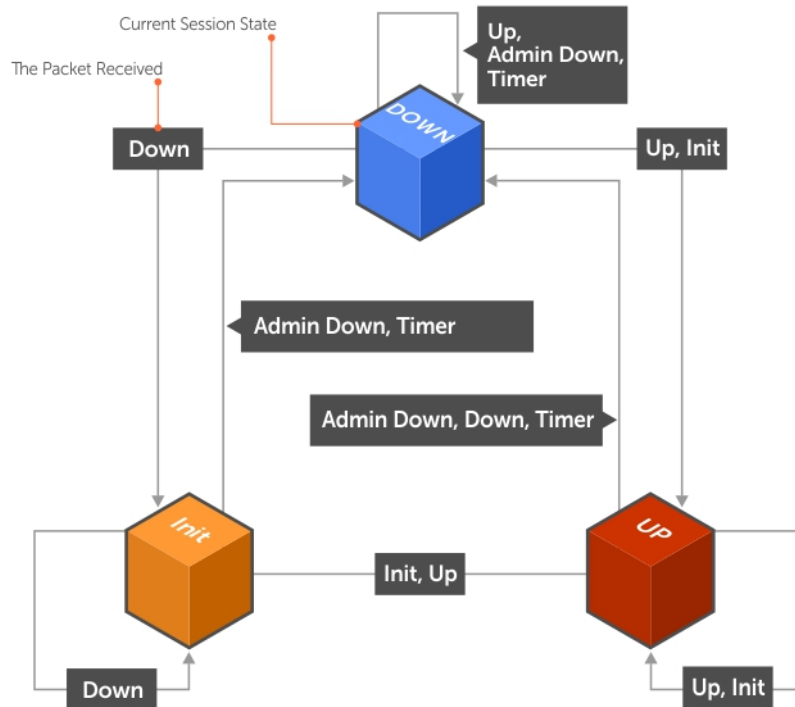 Current Session State
The Packet Received
Up,
Admin Down,
Timer
DOWN
Down
Up, Init
Admin Down, Timer
Admin Down, Down, Timer
Init
UP
Init, Up
Down
Up, Init